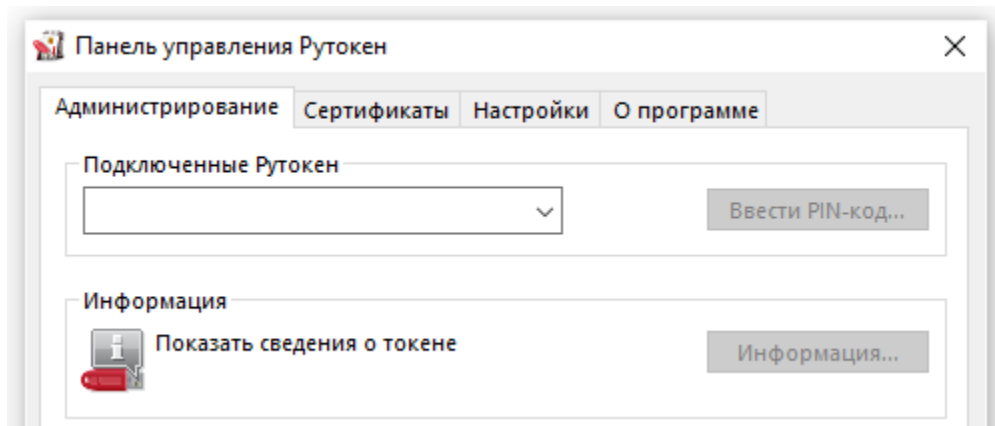 Панель управления Рутокен
Администрирование Сертификаты Настройки О программе
Подключенные Рутокен
Ввести PIN-код...
Информация
Показать сведения о токене Информация...